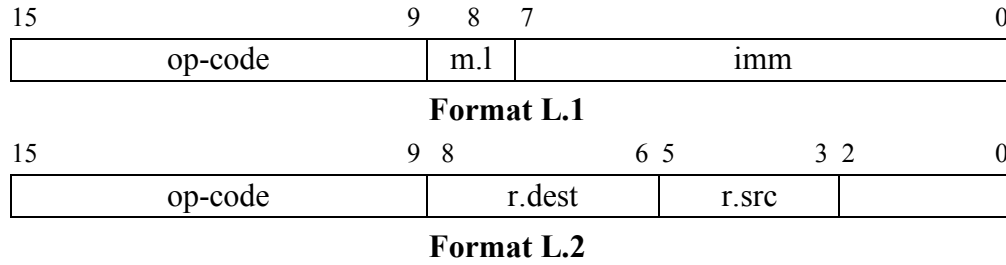 15 9 8 7 0
op-code m.l imm
Format L.1
15 9 8 6 5 3 2 0
op-code r.dest r.src
Format L.2